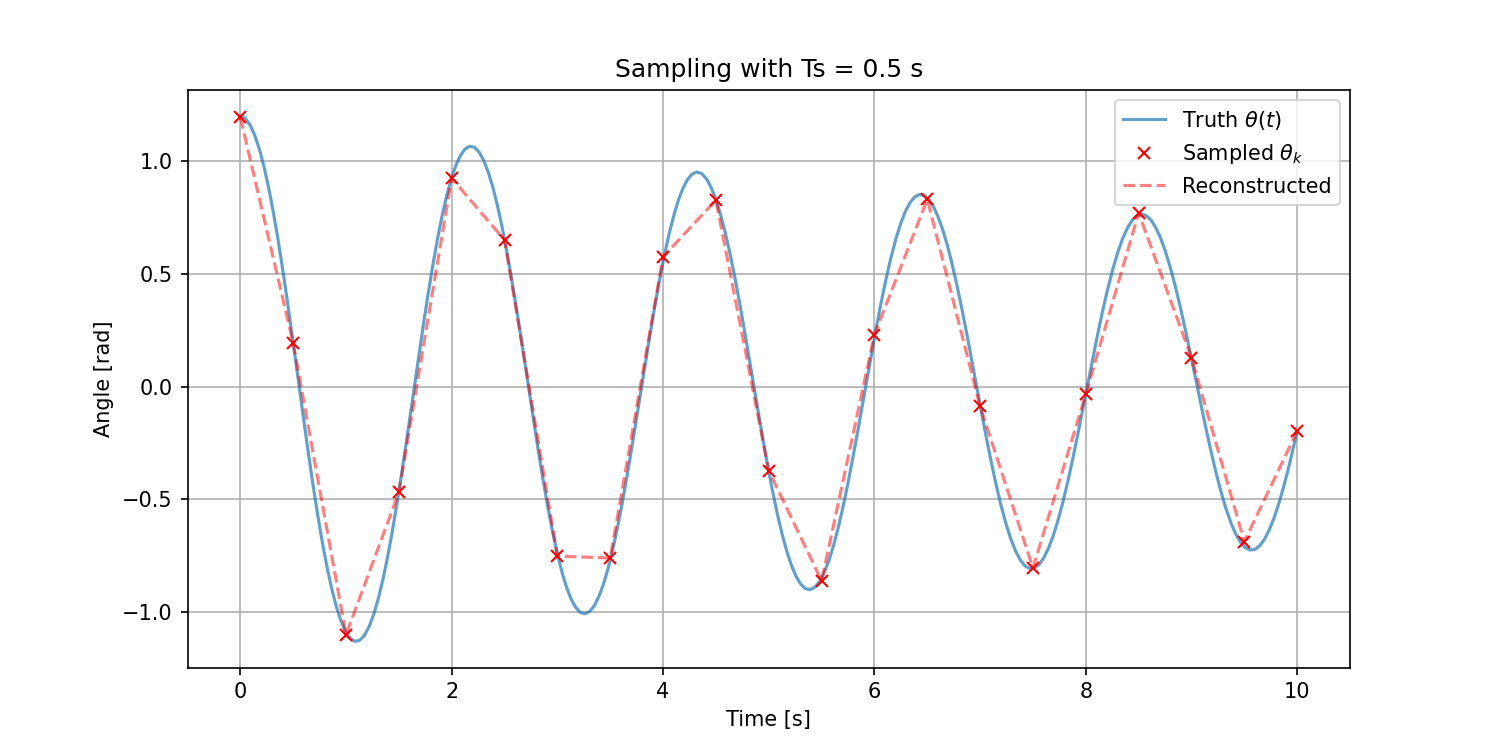 Sampling with Ts = 0.5 s
Truth θ(t)
Sampled θₖ
Reconstructed
1.0
0.5
0.0
−0.5
−1.0
Angle [rad]
0 2 4 6 8 10
Time [s]